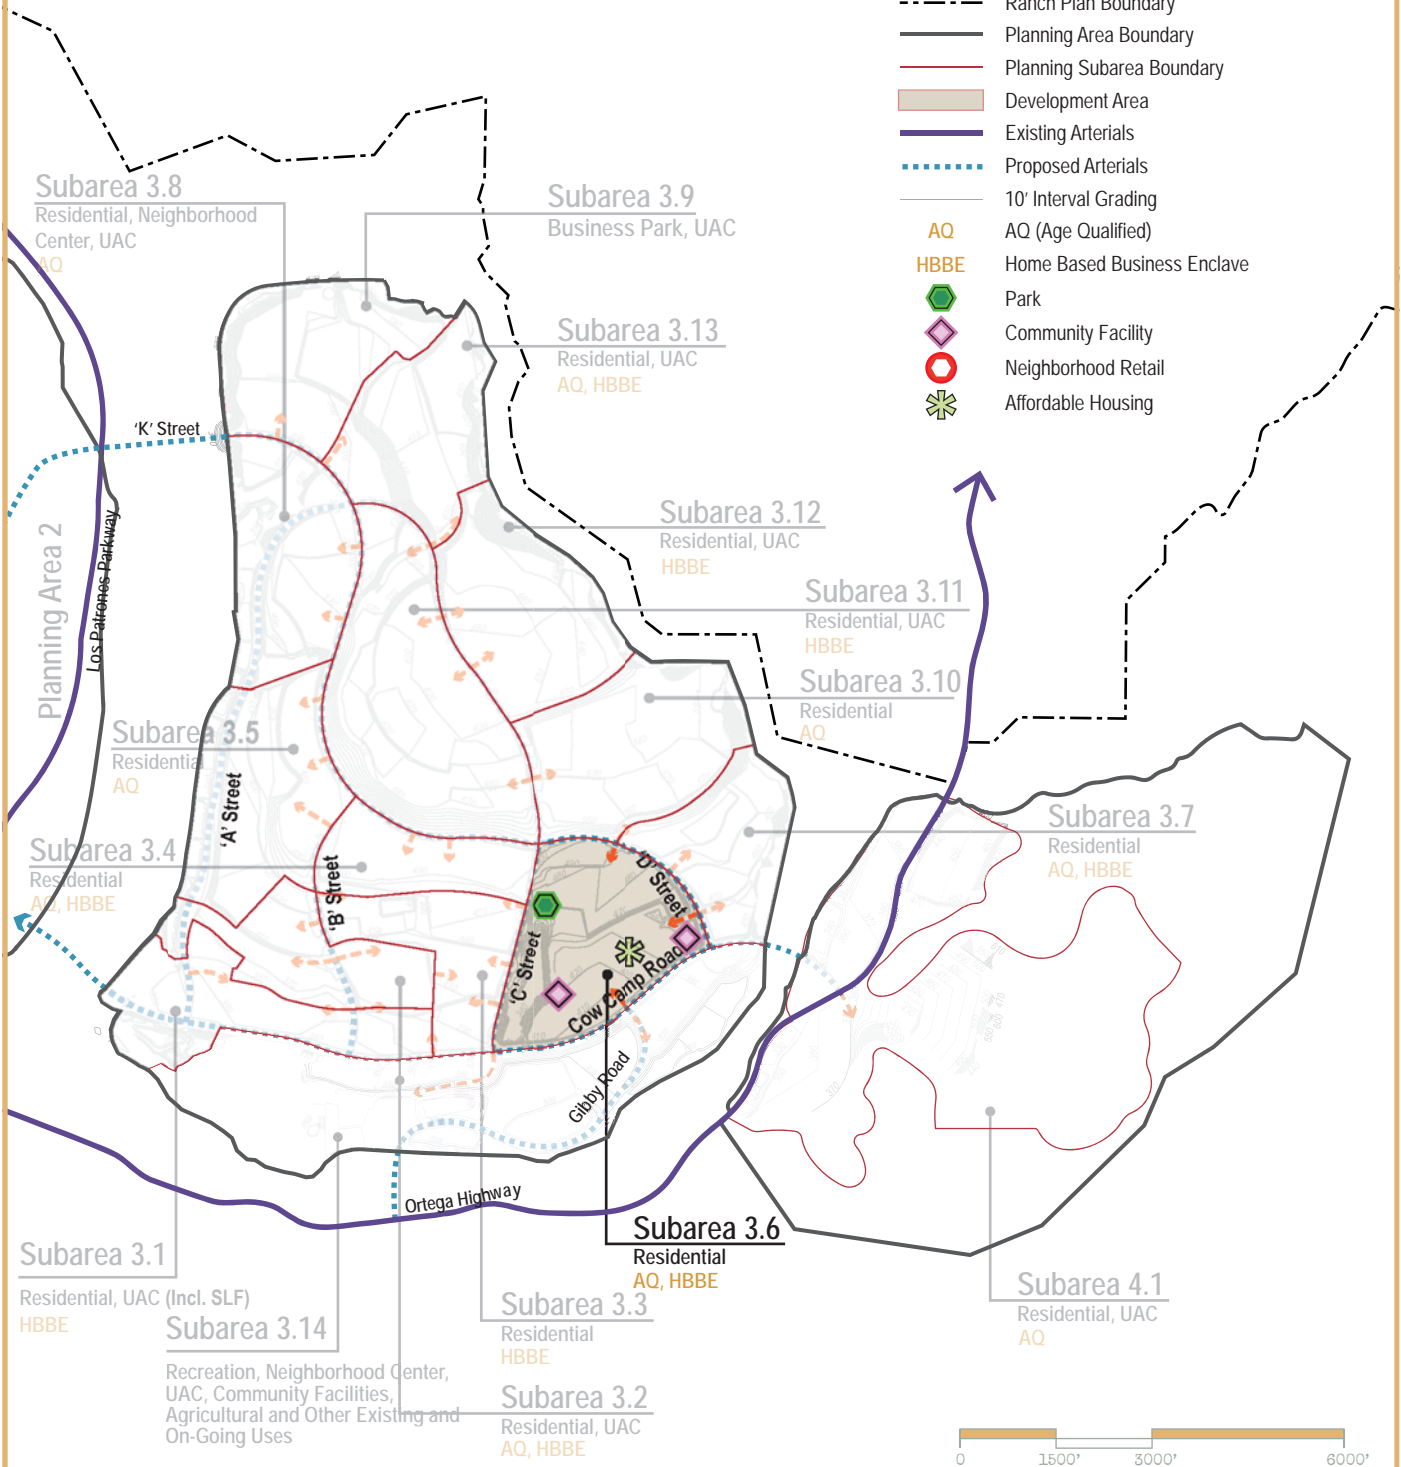 Ranch Plan Boundary
Planning Area Boundary
Planning Subarea Boundary
Development Area
Existing Arterials
Proposed Arterials
10' Interval Grading
AQ AQ (Age Qualified)
HBBE Home Based Business Enclave
Park
Community Facility
Neighborhood Retail
Affordable Housing
Subarea 3.8
Residential, Neighborhood
Center, UAC
AQ
Subarea 3.9
Business Park, UAC
Subarea 3.13
Residential, UAC
AQ, HBBE
'K' Street
Planning Area 2
Los Patrones Parkway
Subarea 3.12
Residential, UAC
HBBE
Subarea 3.11
Residential, UAC
HBBE
Subarea 3.10
Residential
AQ
Subarea 3.5
Residential
AQ
'A' Street
Subarea 3.4
Residential
AQ, HBBE
'B' Street
Subarea 3.7
Residential
AQ, HBBE
'D' Street
'C' Street
Cow Camp Road
Gibby Road
Ortega Highway
Subarea 3.6
Residential
AQ, HBBE
Subarea 3.1
Residential, UAC (Incl. SLF)
HBBE
Subarea 3.14
Recreation, Neighborhood Center,
UAC, Community Facilities,
Agricultural and Other Existing and
On-Going Uses
Subarea 3.3
Residential
HBBE
Subarea 3.2
Residential, UAC
AQ, HBBE
Subarea 4.1
Residential, UAC
AQ
0 1500' 3000' 6000'